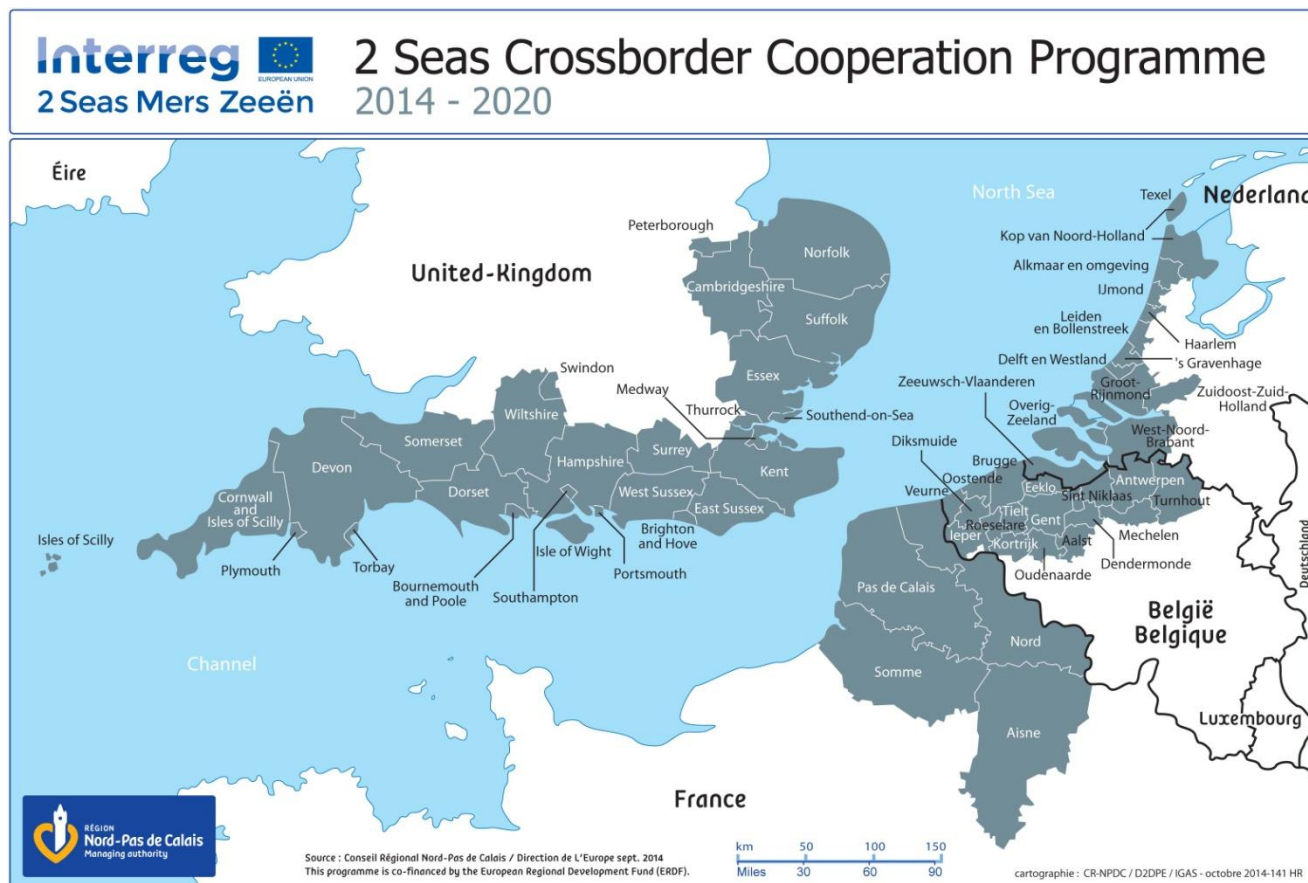 Interreg
EUROPEAN UNION
2 Seas Mers Zeeën
2 Seas Crossborder Cooperation Programme
2014 - 2020
Éire
United-Kingdom
North Sea
Nederland
Texel
Kop van Noord-Holland
Alkmaar en omgeving
IJmond
Leiden
en Bollenstreek
Haarlem
Delft en Westland
's Gravenhage
Zeeuwsch-Vlaanderen
Groot-
Rijnmond
Zuidoost-Zuid-
Holland
Overig-
Zeeland
West-Noord-
Brabant
Peterborough
Norfolk
Cambridgeshire
Suffolk
Essex
Swindon
Medway
Thurrock
Southend-on-Sea
Wiltshire
Somerset
Hampshire
Surrey
Kent
Devon
Dorset
West Sussex
East Sussex
Cornwall
and
Isles of Scilly
Isles of Scilly
Plymouth
Torbay
Bournemouth
and Poole
Southampton
Isle of Wight
Portsmouth
Brighton
and Hove
Diksmuide
Brugge
Oostende
Veurne
Eeklo
Antwerpen
Sint Niklaas
Turnhout
Tielt
Roeselare
Gent
Ieper
Kortrijk
Aalst
Mechelen
Dendermonde
Oudenaarde
Deutschland
België
Belgique
Luxembourg
Pas de Calais
Nord
Somme
Aisne
Channel
France
RÉGION
Nord-Pas de Calais
Managing authority
Source : Conseil Régional Nord-Pas de Calais / Direction de L'Europe sept. 2014
This programme is co-financed by the European Regional Development Fund (ERDF).
km 50 100 150
Miles 30 60 90
cartographie : CR-NPDC / D2DPE / IGAS - octobre 2014-141 HR